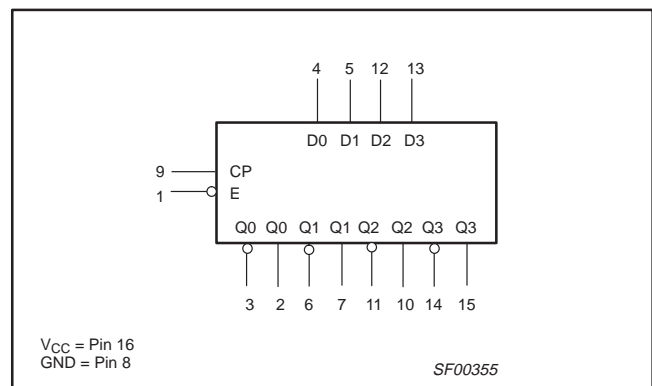 4 5 12 13
D0 D1 D2 D3
9 CP
1 E
Q0 Q0 Q1 Q1 Q2 Q2 Q3 Q3
3 2 6 7 11 10 14 15
VCC = Pin 16
GND = Pin 8
SF00355